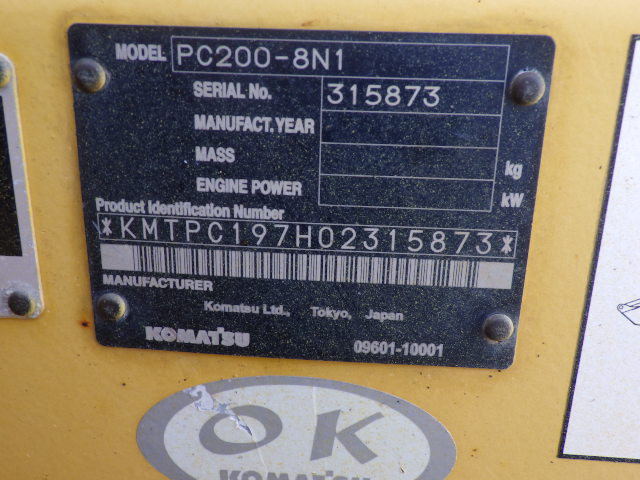 MODEL PC200-8N1
SERIAL No. 315873
MANUFACT. YEAR
MASS kg
ENGINE POWER kW
Product Identification Number
*KMTPC197H02315873*
MANUFACTURER
Komatsu Ltd., Tokyo, Japan
KOMATSU 09601-10001
OK
KOMATSU